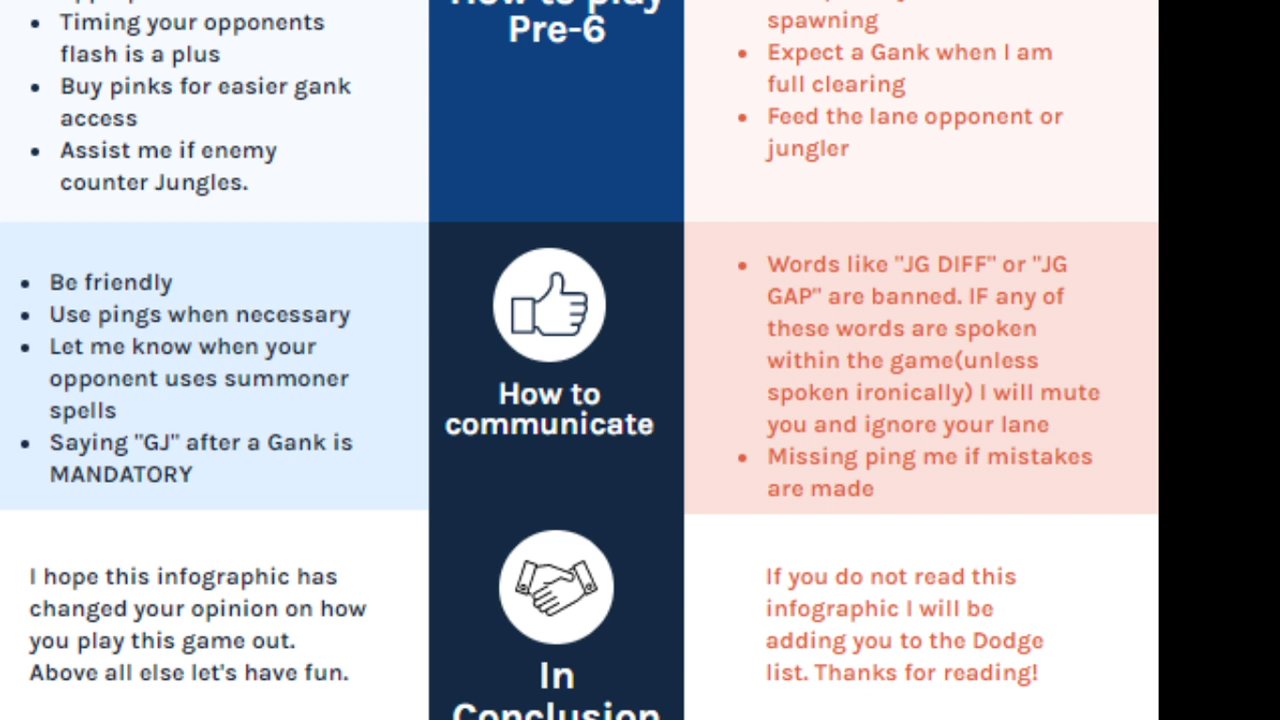 Timing your opponents
flash is a plus
Buy pinks for easier gank
access
Assist me if enemy
counter Jungles.
How to play
Pre-6
spawning
Expect a Gank when I am
full clearing
Feed the lane opponent or
jungler
Be friendly
Use pings when necessary
Let me know when your
opponent uses summoner
spells
Saying "GJ" after a Gank is
MANDATORY
How to
communicate
Words like "JG DIFF" or "JG
GAP" are banned. IF any of
these words are spoken
within the game(unless
spoken ironically) I will mute
you and ignore your lane
Missing ping me if mistakes
are made
I hope this infographic has
changed your opinion on how
you play this game out.
Above all else let's have fun.
In
Conclusion
If you do not read this
infographic I will be
adding you to the Dodge
list. Thanks for reading!